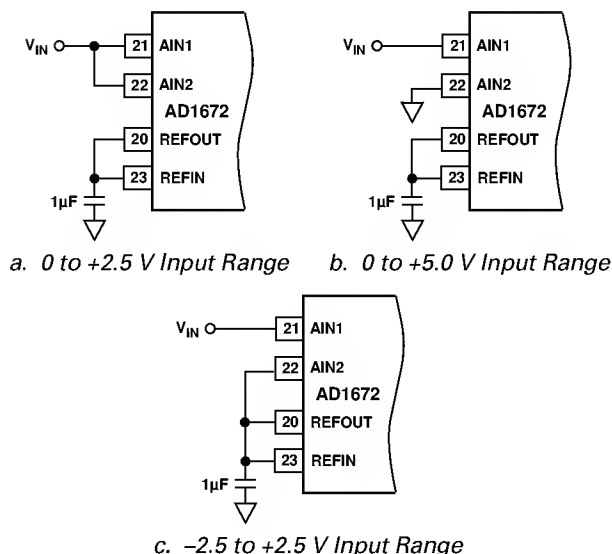 V_IN 21 AIN1
22 AIN2
AD1672
20 REFOUT
23 REFIN
1µF
a. 0 to +2.5 V Input Range
V_IN 21 AIN1
22 AIN2
AD1672
20 REFOUT
23 REFIN
1µF
b. 0 to +5.0 V Input Range
V_IN 21 AIN1
22 AIN2
AD1672
20 REFOUT
23 REFIN
1µF
c. –2.5 to +2.5 V Input Range